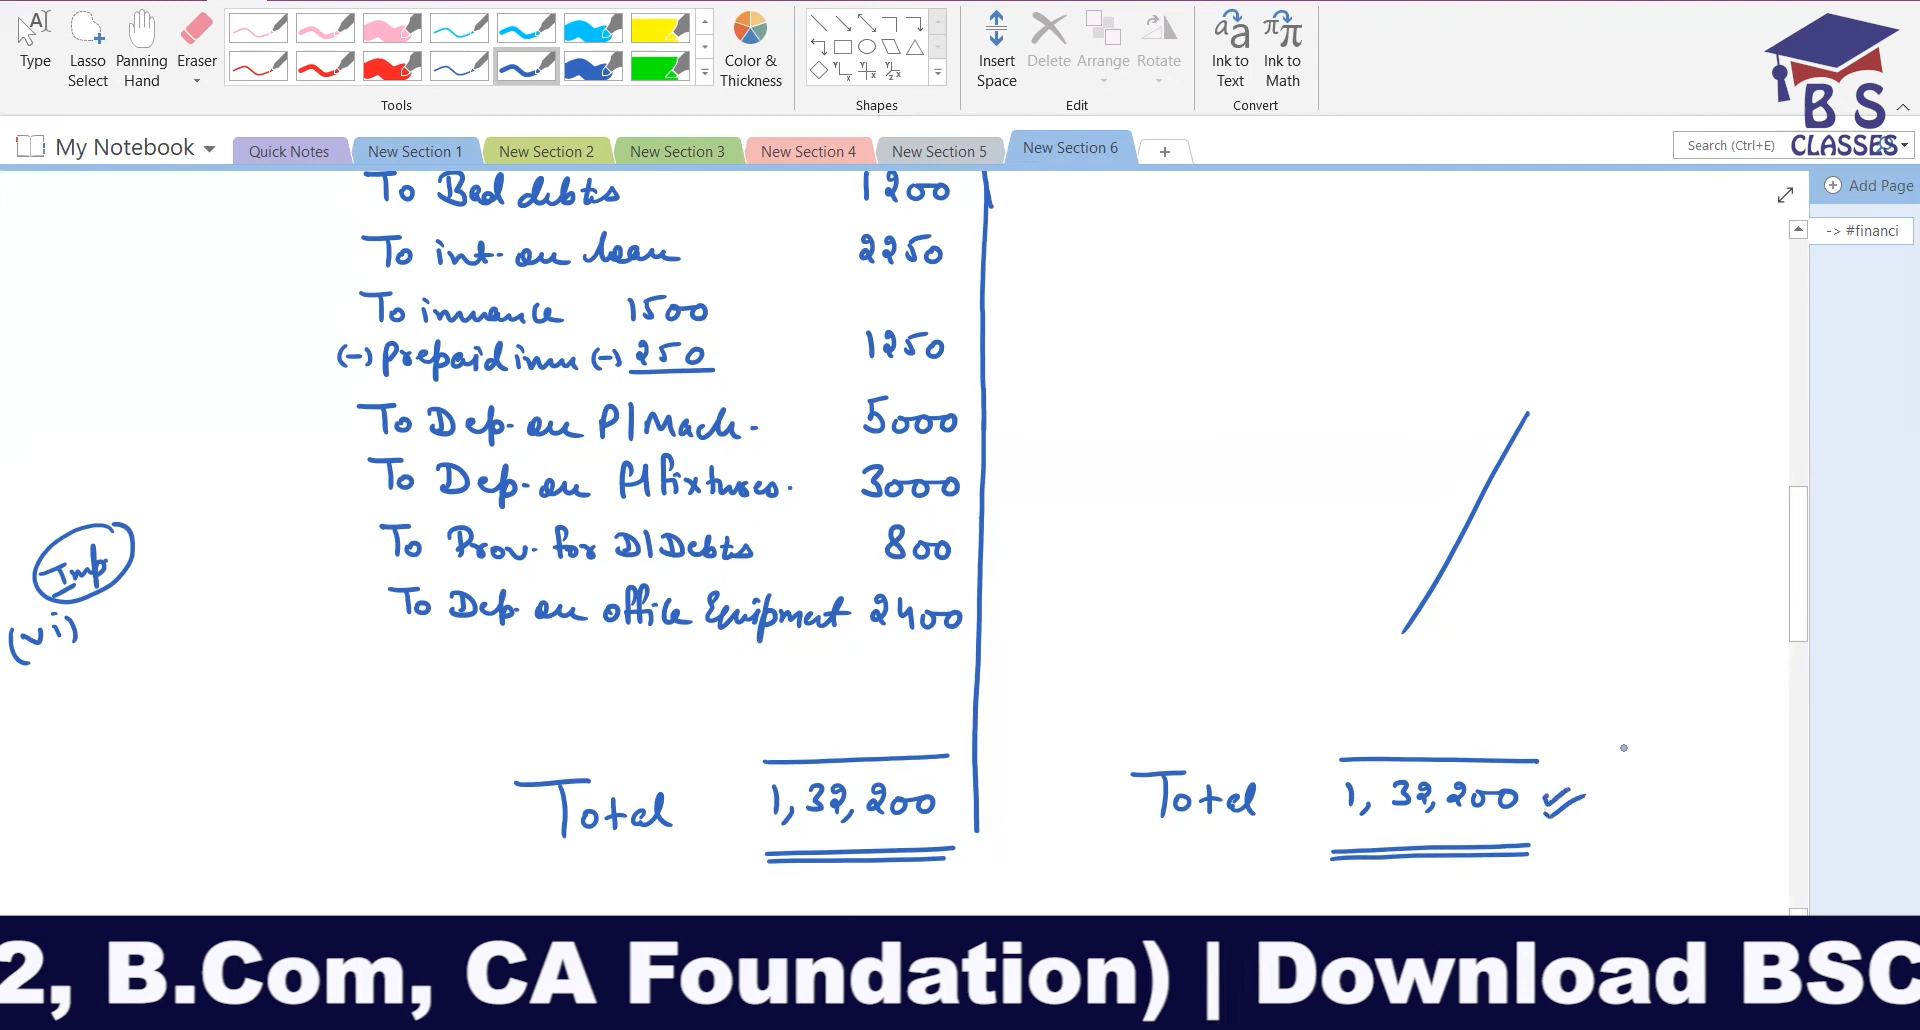 Type
Lasso Select
Panning Hand
Eraser
Color & Thickness
Insert Space
Delete
Arrange
Rotate
Ink to Text
Ink to Math
Tools
Shapes
Edit
Convert
BS
CLASSES
My Notebook
Quick Notes
New Section 1
New Section 2
New Section 3
New Section 4
New Section 5
New Section 6
Search (Ctrl+E)
Add Page
-> #financi
To Bad debts 1200
To int. on loan 2250
To insurance 1500
(-) Prepaid insu (-) 250 1250
To Dep. on P/Mach. 5000
To Dep. on f/fixtures. 3000
To Prov. for D/Debts 800
To Dep. on office Equipment 2400
Imp
(vi)
Total 1,32,200
Total 1,32,200
2, B.Com, CA Foundation) | Download BSC